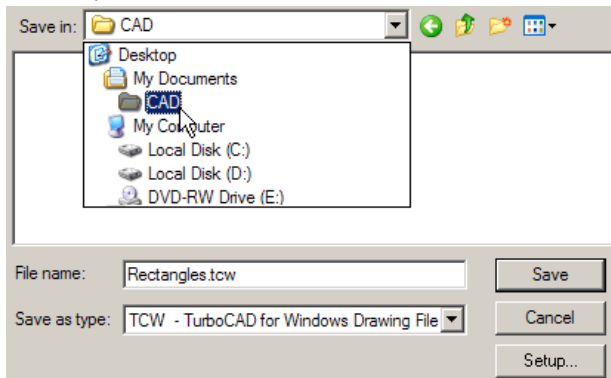 Save in: CAD
Desktop
My Documents
CAD
My Computer
Local Disk (C:)
Local Disk (D:)
DVD-RW Drive (E:)
File name: Rectangles.tcw Save
Save as type: TCW - TurboCAD for Windows Drawing File Cancel
Setup...